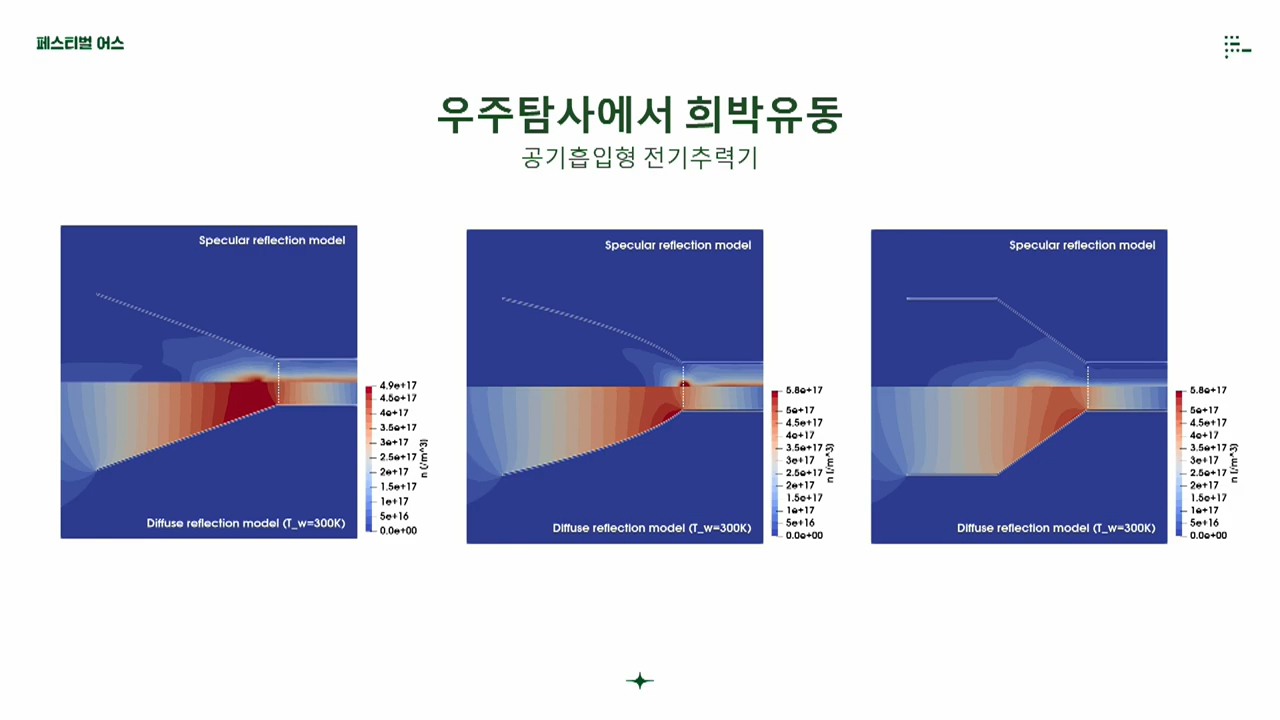 페스티벌 어스
우주탐사에서 희박유동
공기흡입형 전기추력기
Specular reflection model
Diffuse reflection model (T_w=300K)
4.9e+17
4.5e+17
4e+17
3.5e+17
3e+17
2.5e+17
2e+17
1.5e+17
1e+17
5e+16
0.0e+00
n (/m^3)
Specular reflection model
Diffuse reflection model (T_w=300K)
5.8e+17
5e+17
4.5e+17
4e+17
3.5e+17
3e+17
2.5e+17
2e+17
1.5e+17
1e+17
5e+16
0.0e+00
n (/m^3)
Specular reflection model
Diffuse reflection model (T_w=300K)
5.8e+17
5e+17
4.5e+17
4e+17
3.5e+17
3e+17
2.5e+17
2e+17
1.5e+17
1e+17
5e+16
0.0e+00
n (/m^3)